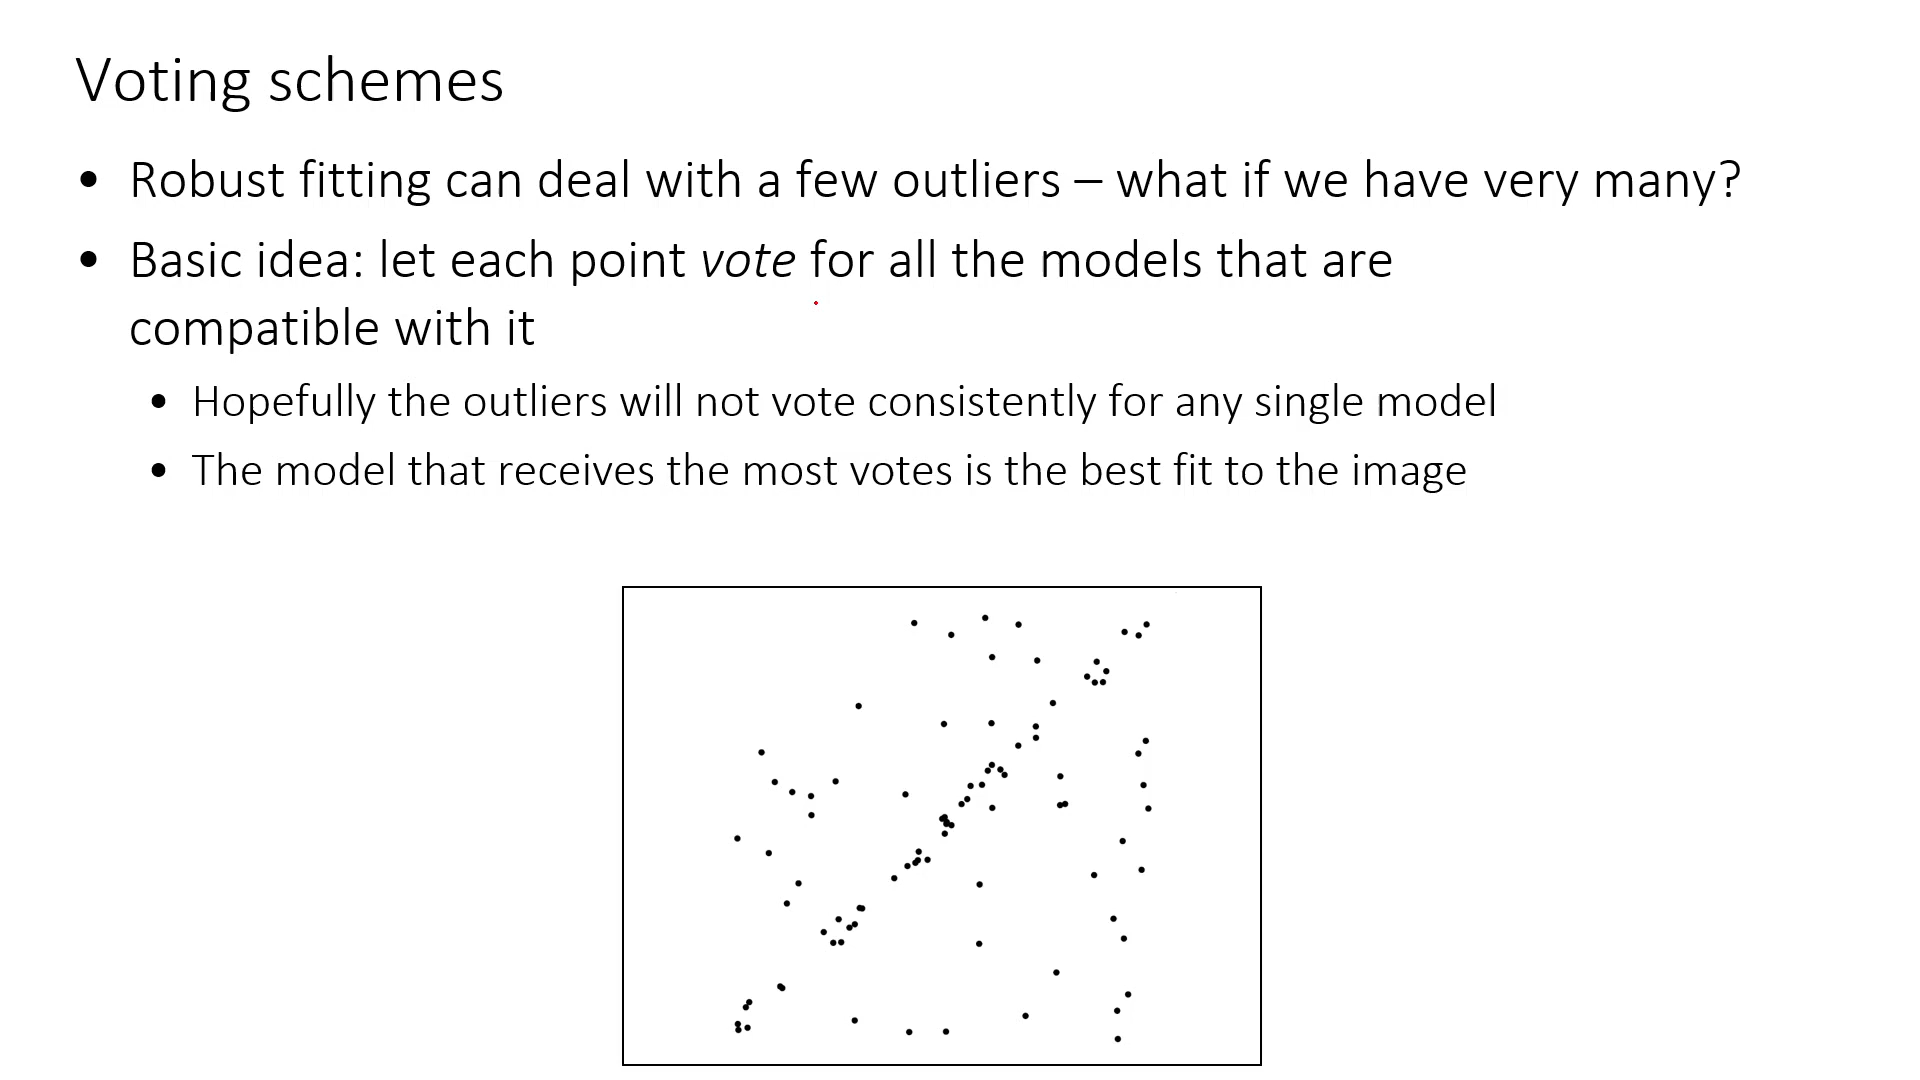 Voting schemes
• Robust fitting can deal with a few outliers – what if we have very many?
• Basic idea: let each point vote for all the models that are
compatible with it
• Hopefully the outliers will not vote consistently for any single model
• The model that receives the most votes is the best fit to the image